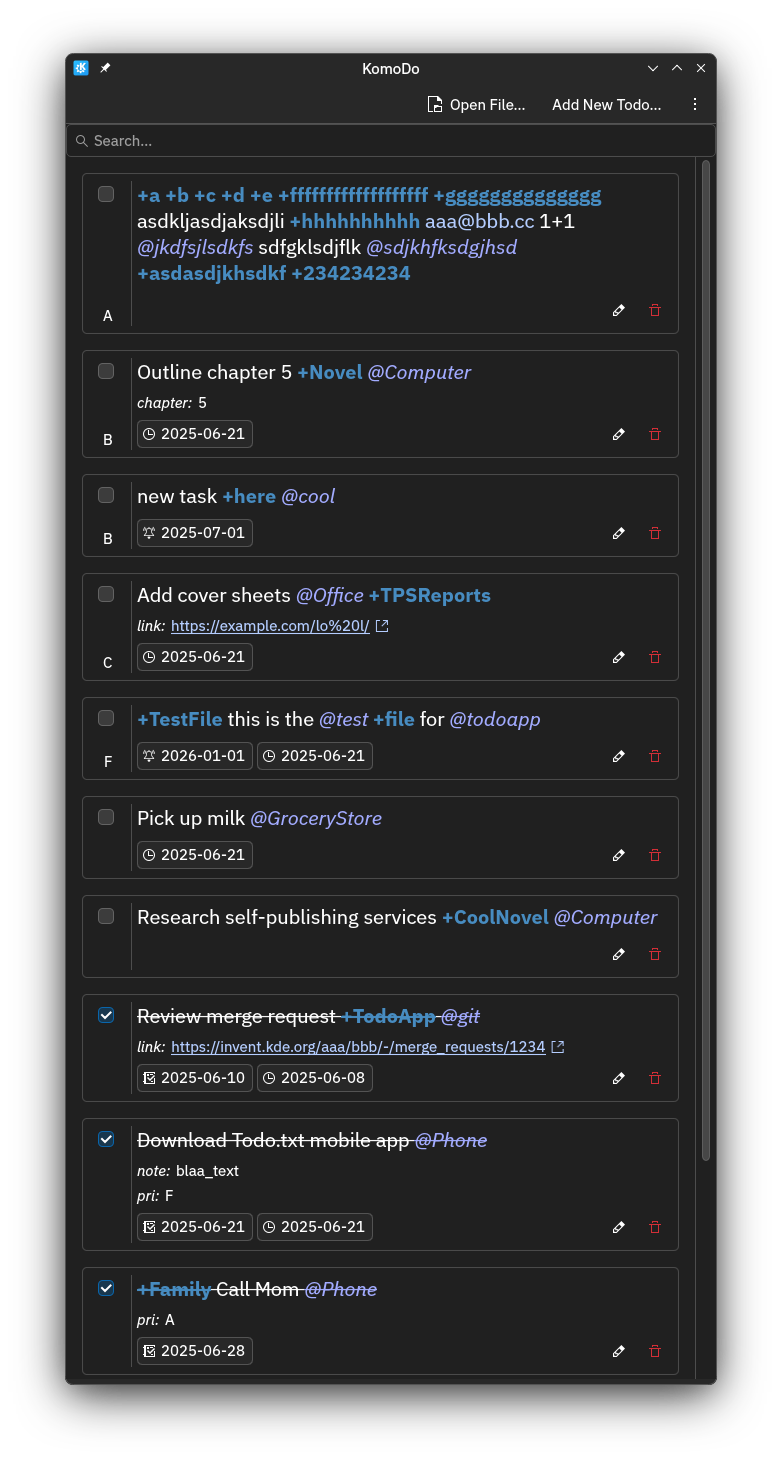 KomoDo
Open File... Add New Todo...
Search...
+a +b +c +d +e +fffffffffffffffffff +gggggggggggggg
asdkljasdjaksdjli +hhhhhhhhhh aaa@bbb.cc 1+1
@jkdfsjlsdkfs sdfgklsdjflk @sdjkhfksdgjhsd
+asdasdjkhsdkf +234234234
A
Outline chapter 5 +Novel @Computer
chapter: 5
2025-06-21
B
new task +here @cool
2025-07-01
B
Add cover sheets @Office +TPSReports
link: https://example.com/lo%20l/
2025-06-21
C
+TestFile this is the @test +file for @todoapp
2026-01-01 2025-06-21
F
Pick up milk @GroceryStore
2025-06-21
Research self-publishing services +CoolNovel @Computer
Review merge request +TodoApp @git
link: https://invent.kde.org/aaa/bbb/-/merge_requests/1234
2025-06-10 2025-06-08
Download Todo.txt mobile app @Phone
note: blaa_text
pri: F
2025-06-21 2025-06-21
+Family Call Mom @Phone
pri: A
2025-06-28